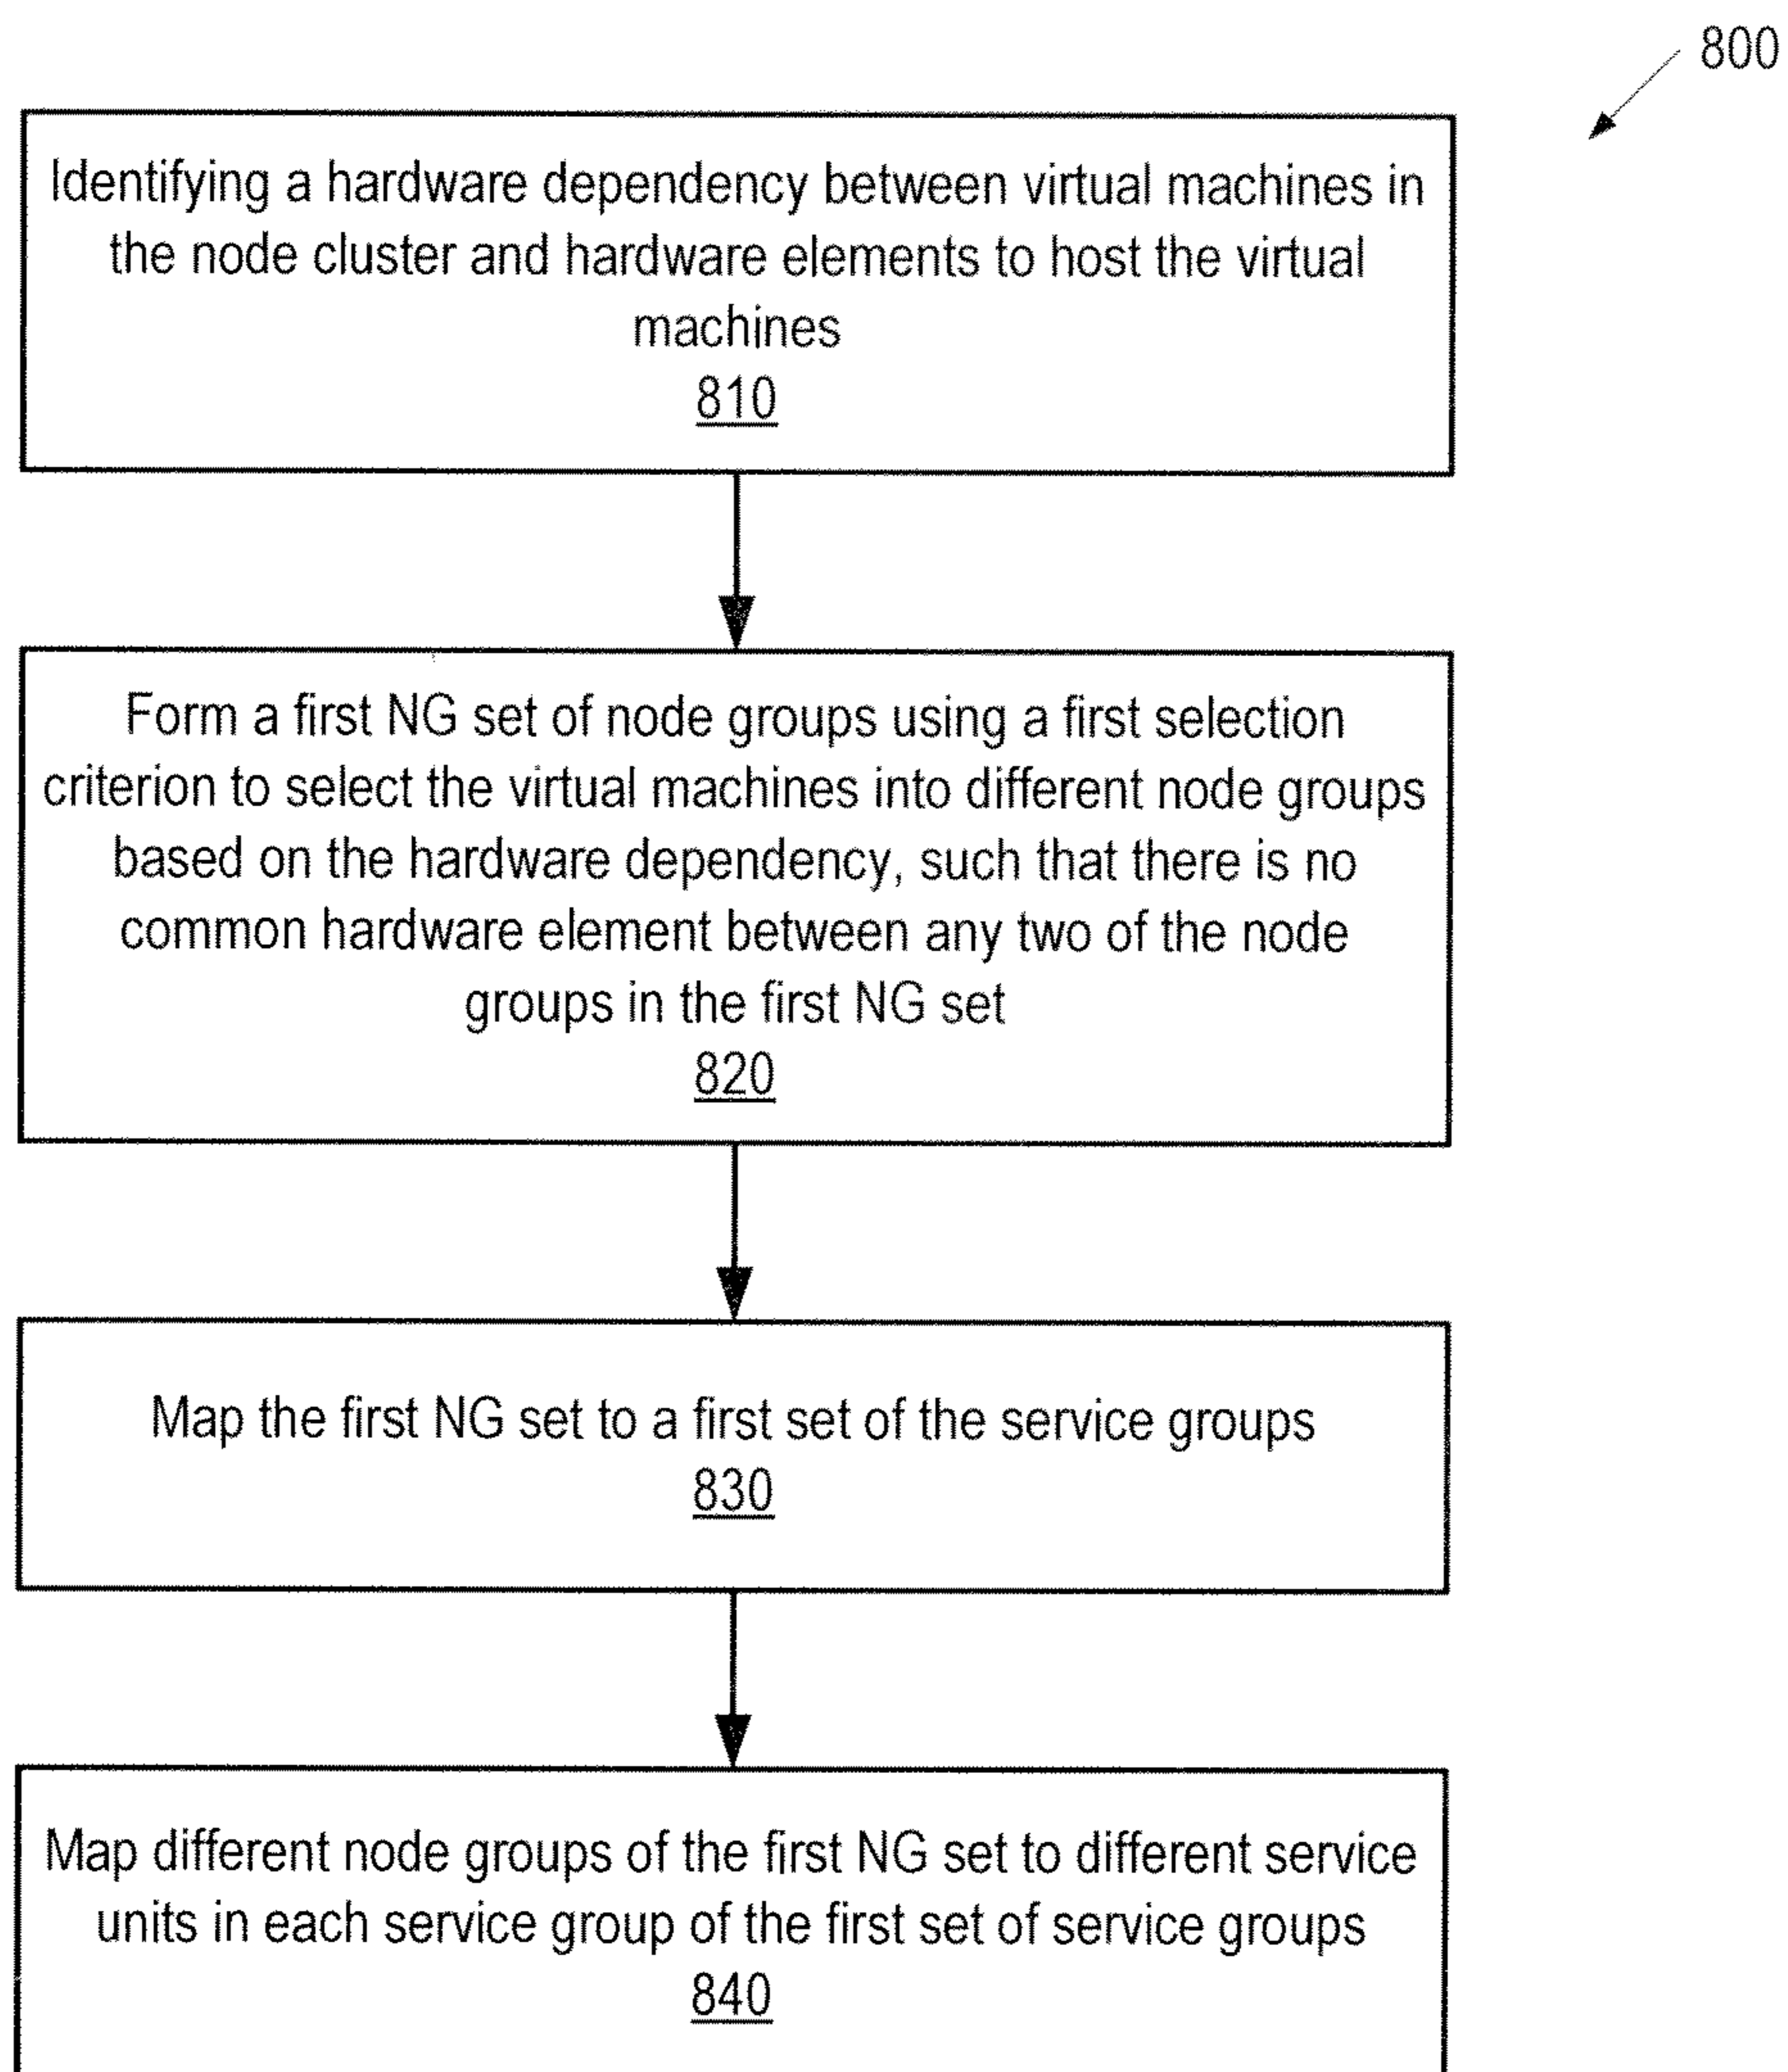 800
Identifying a hardware dependency between virtual machines in
the node cluster and hardware elements to host the virtual
machines
810
Form a first NG set of node groups using a first selection
criterion to select the virtual machines into different node groups
based on the hardware dependency, such that there is no
common hardware element between any two of the node
groups in the first NG set
820
Map the first NG set to a first set of the service groups
830
Map different node groups of the first NG set to different service
units in each service group of the first set of service groups
840